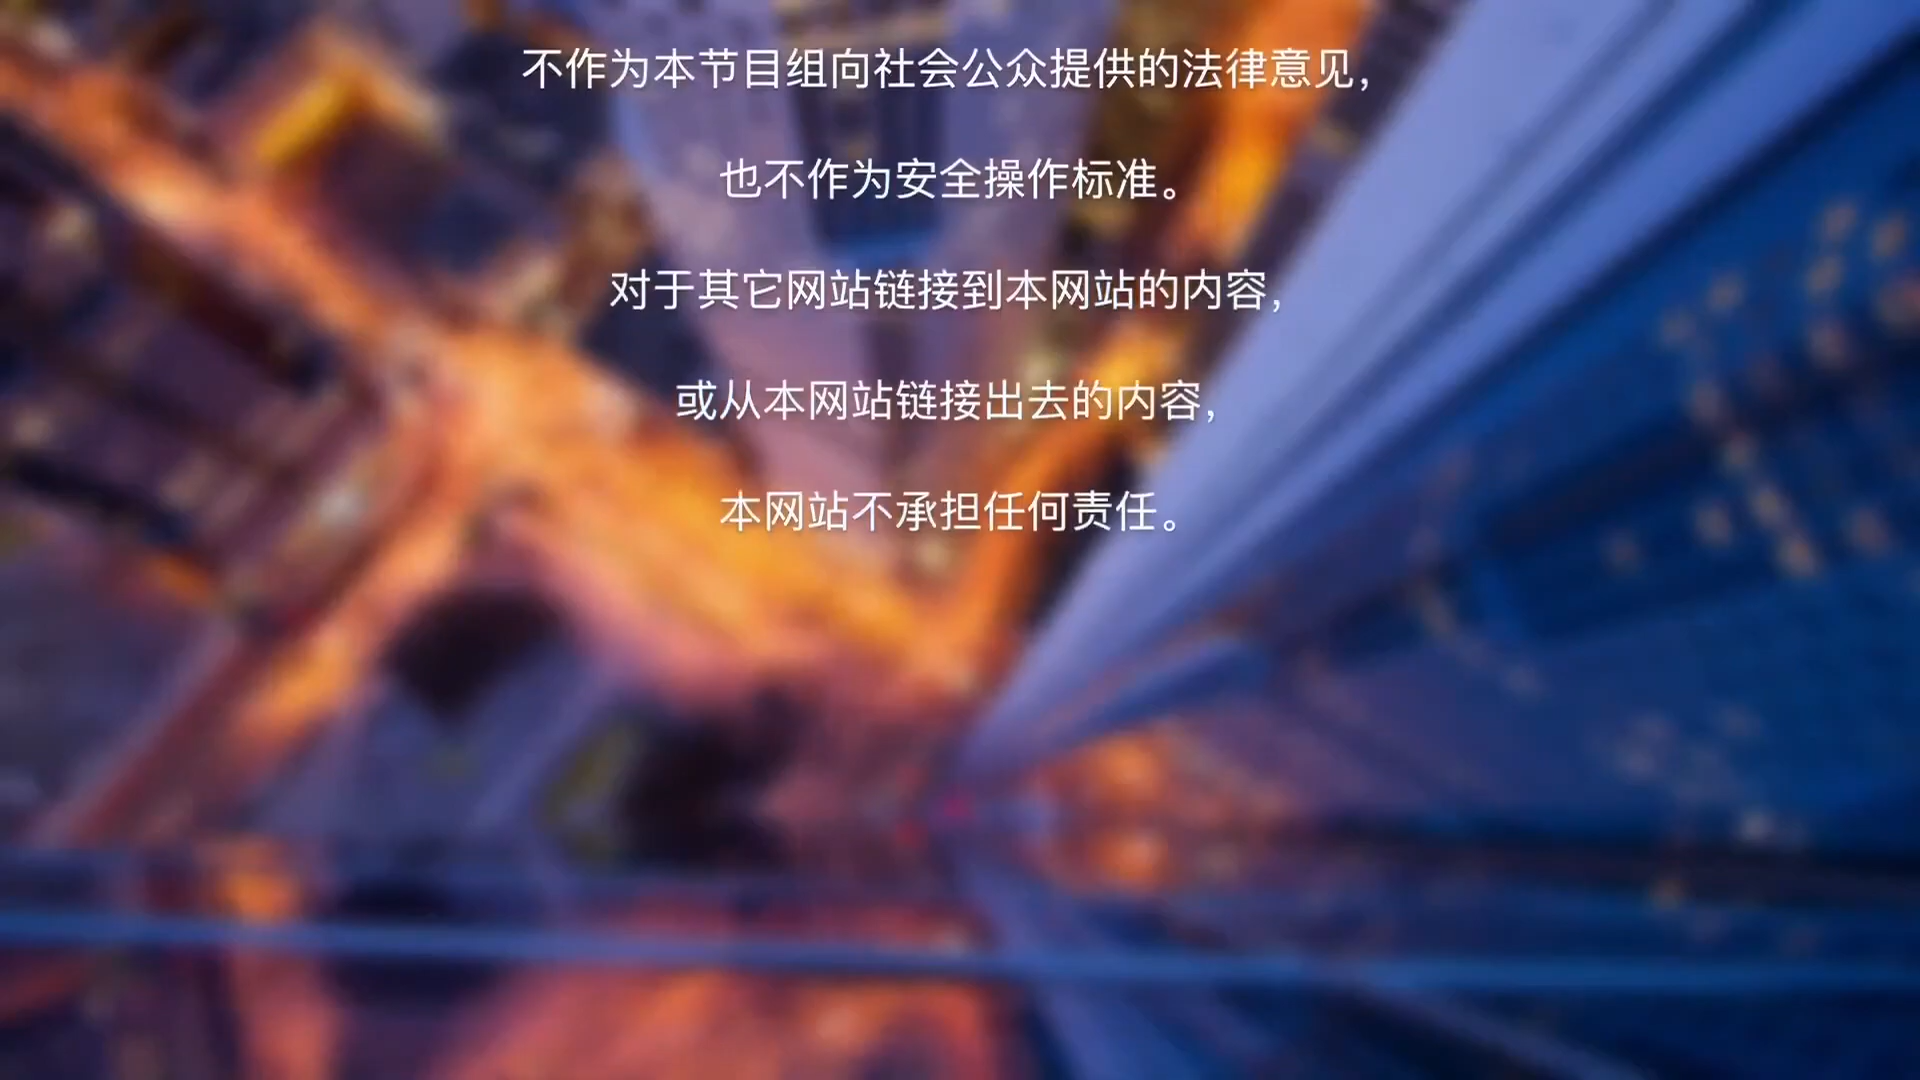 不作为本节目组向社会公众提供的法律意见，
也不作为安全操作标准。
对于其它网站链接到本网站的内容，
或从本网站链接出去的内容，
本网站不承担任何责任。